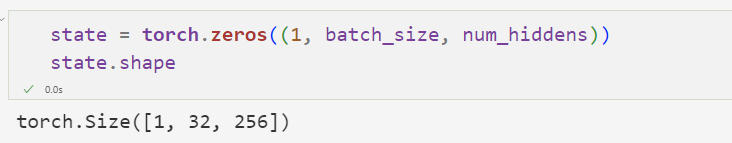 state = torch.zeros((1, batch_size, num_hiddens))
state.shape
✓ 0.0s
torch.Size([1, 32, 256])